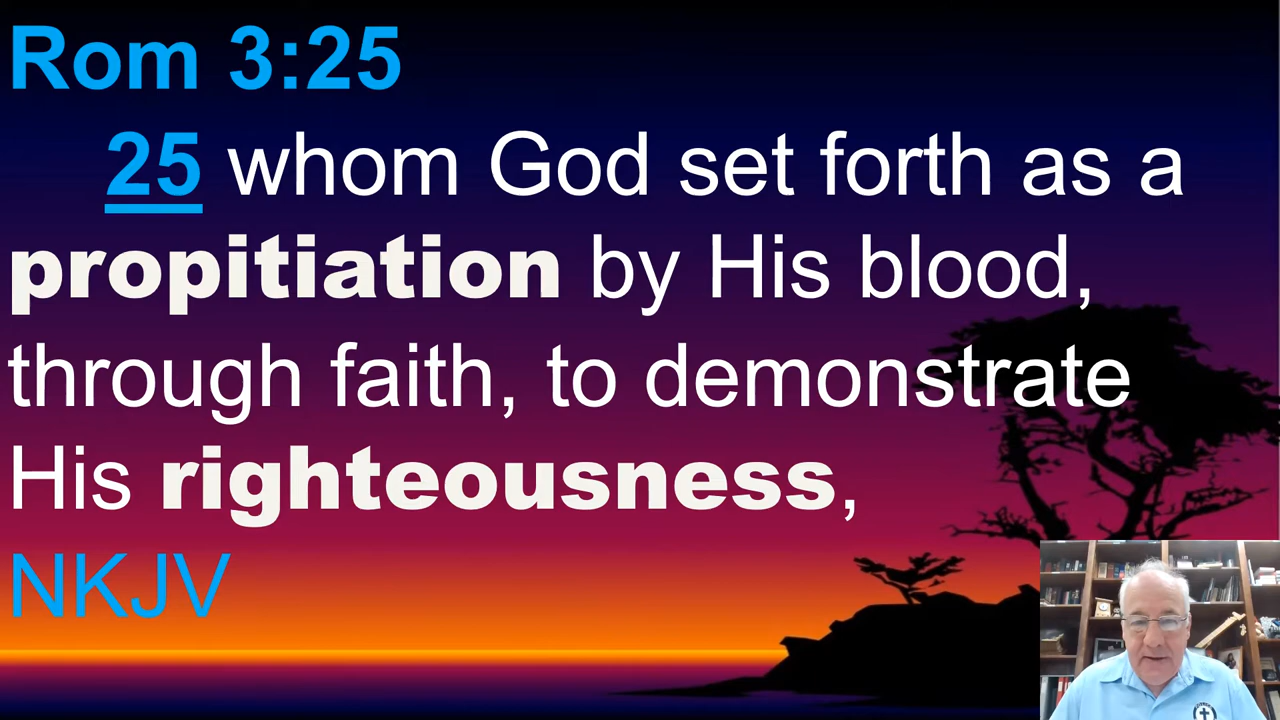 Rom 3:25
25 whom God set forth as a
propitiation by His blood,
through faith, to demonstrate
His righteousness,
NKJV